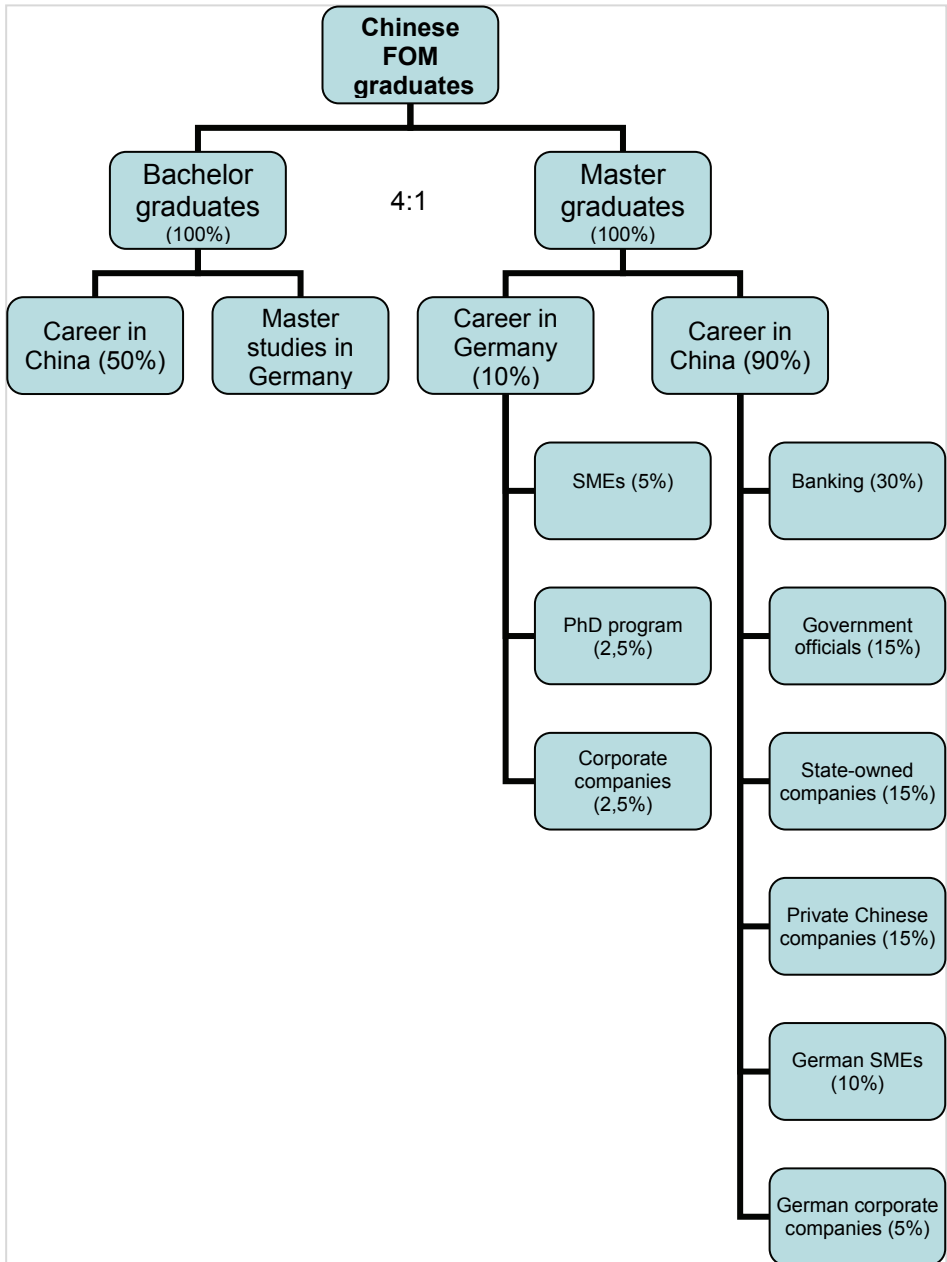 Chinese
FOM
graduates
Bachelor
graduates
(100%)
4:1
Master
graduates
(100%)
Career in
China (50%)
Master
studies in
Germany
Career in
Germany
(10%)
Career in
China (90%)
SMEs (5%)
Banking (30%)
PhD program
(2,5%)
Government
officials (15%)
Corporate
companies
(2,5%)
State-owned
companies (15%)
Private Chinese
companies (15%)
German SMEs
(10%)
German corporate
companies (5%)